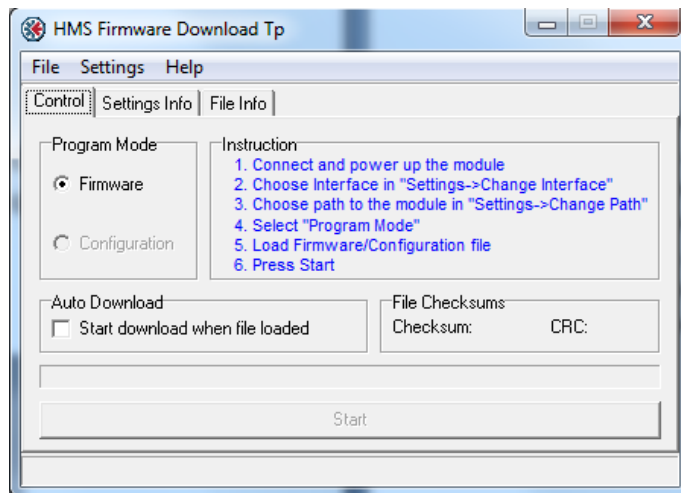 HMS Firmware Download Tp
File Settings Help
Control Settings Info File Info
Program Mode
Firmware
Configuration
Instruction
1. Connect and power up the module
2. Choose Interface in "Settings->Change Interface"
3. Choose path to the module in "Settings->Change Path"
4. Select "Program Mode"
5. Load Firmware/Configuration file
6. Press Start
Auto Download
Start download when file loaded
File Checksums
Checksum: CRC:
Start